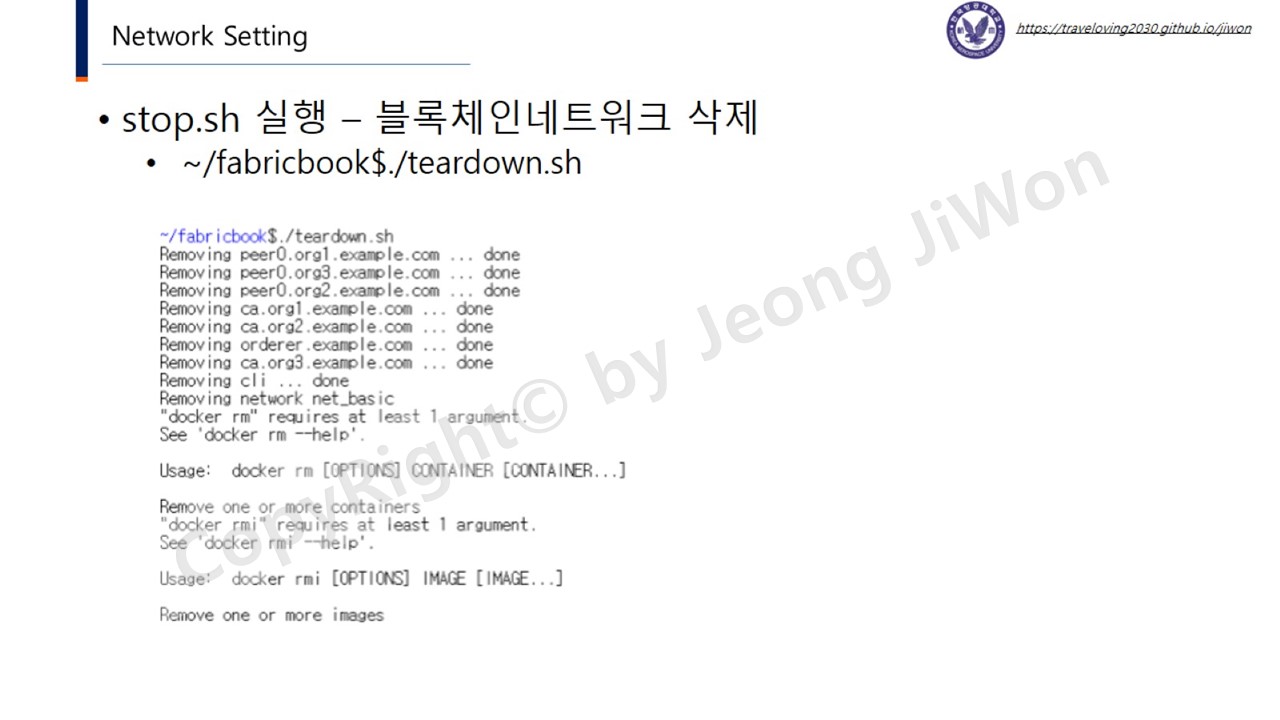 Network Setting
https://traveloving2030.github.io/jiwon
• stop.sh 실행 – 블록체인네트워크 삭제
• ~/fabricbook$./teardown.sh
~/fabricbook$./teardown.sh
Removing peer0.org1.example.com ... done
Removing peer0.org3.example.com ... done
Removing peer0.org2.example.com ... done
Removing ca.org1.example.com ... done
Removing ca.org2.example.com ... done
Removing orderer.example.com ... done
Removing ca.org3.example.com ... done
Removing cli ... done
Removing network net_basic
"docker rm" requires at least 1 argument.
See 'docker rm --help'.
Usage:  docker rm [OPTIONS] CONTAINER [CONTAINER...]
Remove one or more containers
"docker rmi" requires at least 1 argument.
See 'docker rmi --help'.
Usage:  docker rmi [OPTIONS] IMAGE [IMAGE...]
Remove one or more images
CopyRight© by Jeong JiWon